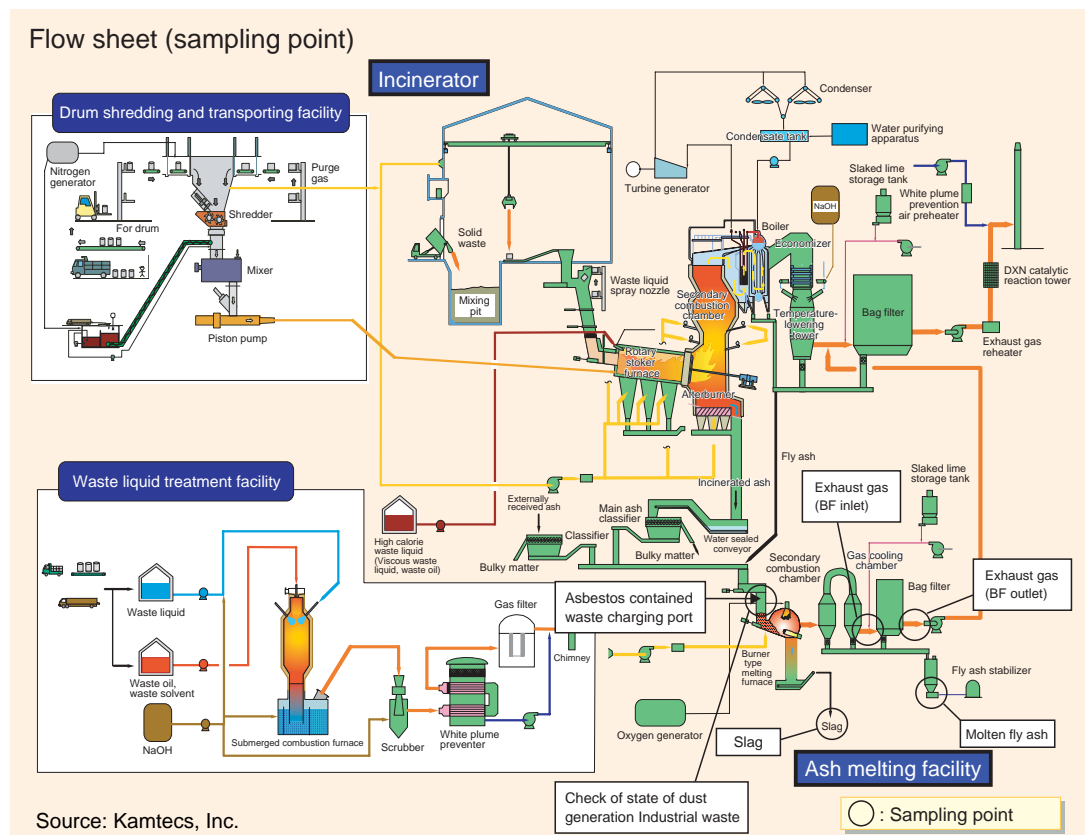 Flow sheet (sampling point)
Incinerator
Drum shredding and transporting facility
Nitrogen
generator
Purge
gas
Shredder
For drum
Mixer
Piston pump
Solid
waste
Mixing
pit
Waste liquid
spray nozzle
Rotary
stoker
furnace
Secondary
combustion
chamber
Afterburner
Turbine generator
Condenser
Condensate tank
Water purifying
apparatus
Boiler
Economizer
NaOH
Temperature-
lowering
tower
Slaked lime
storage tank
White plume
prevention
air preheater
Bag filter
DXN catalytic
reaction tower
Exhaust gas
reheater
Fly ash
Incinerated ash
Water sealed
conveyor
Main ash
classifier
Bulky matter
Externally
received ash
Classifier
Bulky matter
High calorie
waste liquid
(Viscous waste
liquid, waste oil)
Waste liquid treatment facility
Waste liquid
Waste oil,
waste solvent
NaOH
Submerged combustion furnace
Scrubber
White plume
preventer
Gas filter
Chimney
Exhaust gas
(BF inlet)
Slaked lime
storage tank
Secondary
combustion
chamber
Gas cooling
chamber
Bag filter
Exhaust gas
(BF outlet)
Asbestos contained
waste charging port
Burner
type
melting
furnace
Oxygen generator
Slag
Slag
Fly ash stabilizer
Molten fly ash
Ash melting facility
Check of state of dust
generation Industrial waste
: Sampling point
Source: Kamtecs, Inc.